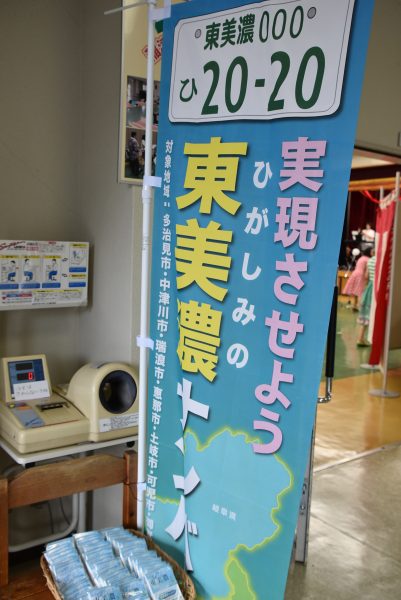 東美濃000
ひ20-20
実現させよう
ひがしみの
東美濃ナンバ
対象地域:多治見市・中津川市・瑞浪市・恵那市・土岐市・可児市・
岐阜県